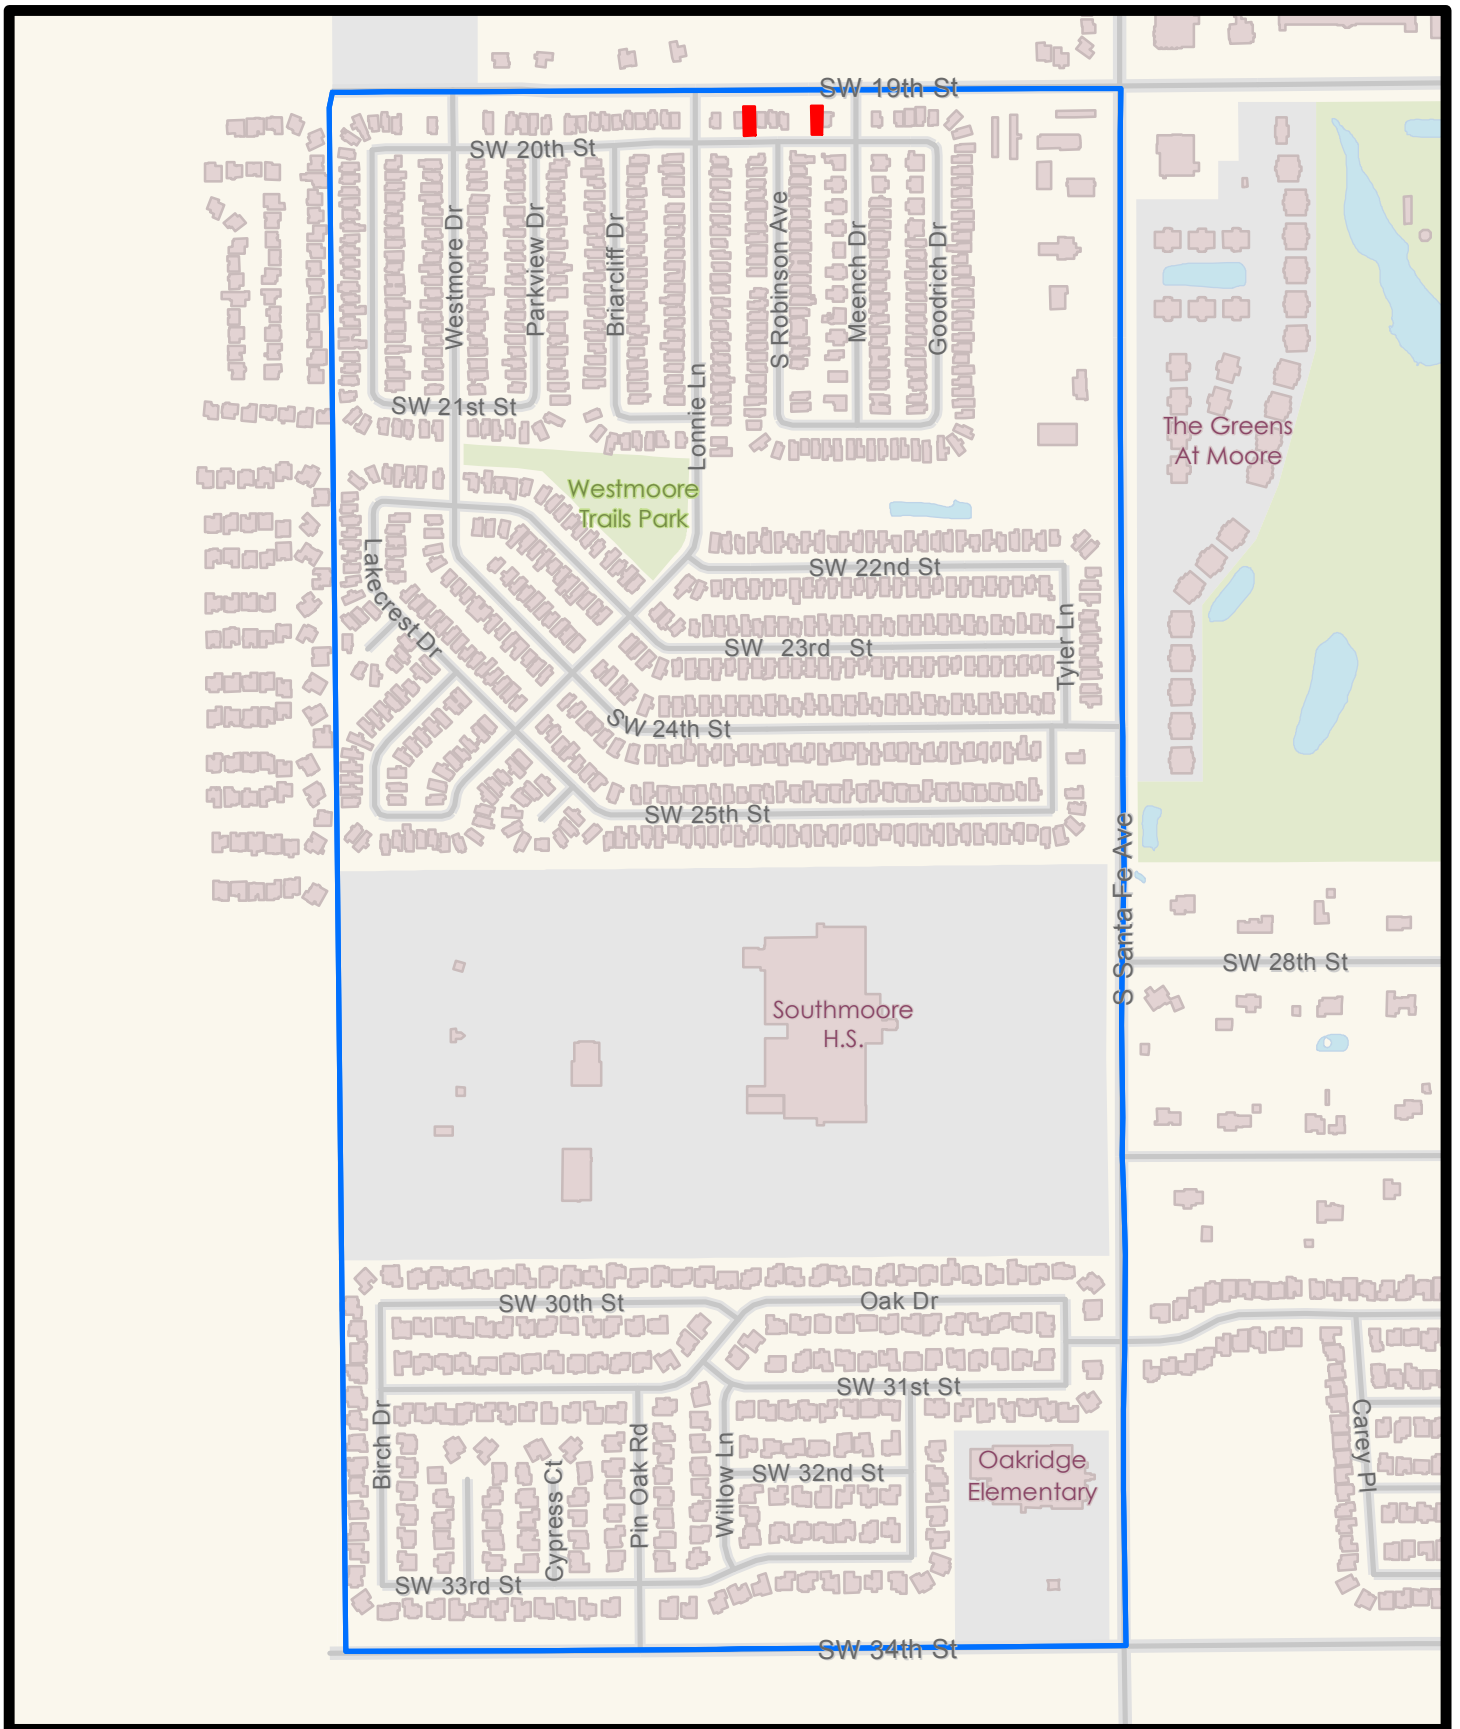 SW 19th St
SW 20th St
Westmore Dr
Parkview Dr
Briarcliff Dr
S Robinson Ave
Meench Dr
Goodrich Dr
Lonnie Ln
SW 21st St
The Greens
At Moore
Westmoore
Trails Park
Lakecrest Dr
SW 22nd St
SW 23rd St
Tyler Ln
SW 24th St
SW 25th St
S Santa Fe Ave
SW 28th St
Southmoore
H.S.
SW 30th St
Oak Dr
SW 31st St
Birch Dr
Cypress Ct
Pin Oak Rd
Willow Ln
SW 32nd St
Oakridge
Elementary
Carey Pl
SW 33rd St
SW 34th St